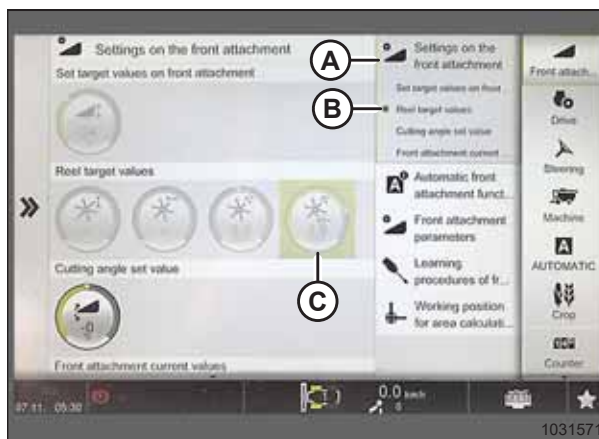 Settings on the front attachment
Set target values on front attachment
Reel target values
Cutting angle set value
-0
Front attachment current values
A
Settings on the
front attachment
Set target values on front ...
B
Reel target values
Cutting angle set value
Front attachment current ...
Automatic front
attachment funct...
Front attachment
parameters
Learning
procedures of fr...
Working position
for area calculati...
C
Front attach...
Drive
Steering
Machine
A
AUTOMATIC
Crop
Counter
07.11. 05:30
0.0 km/h
1031571